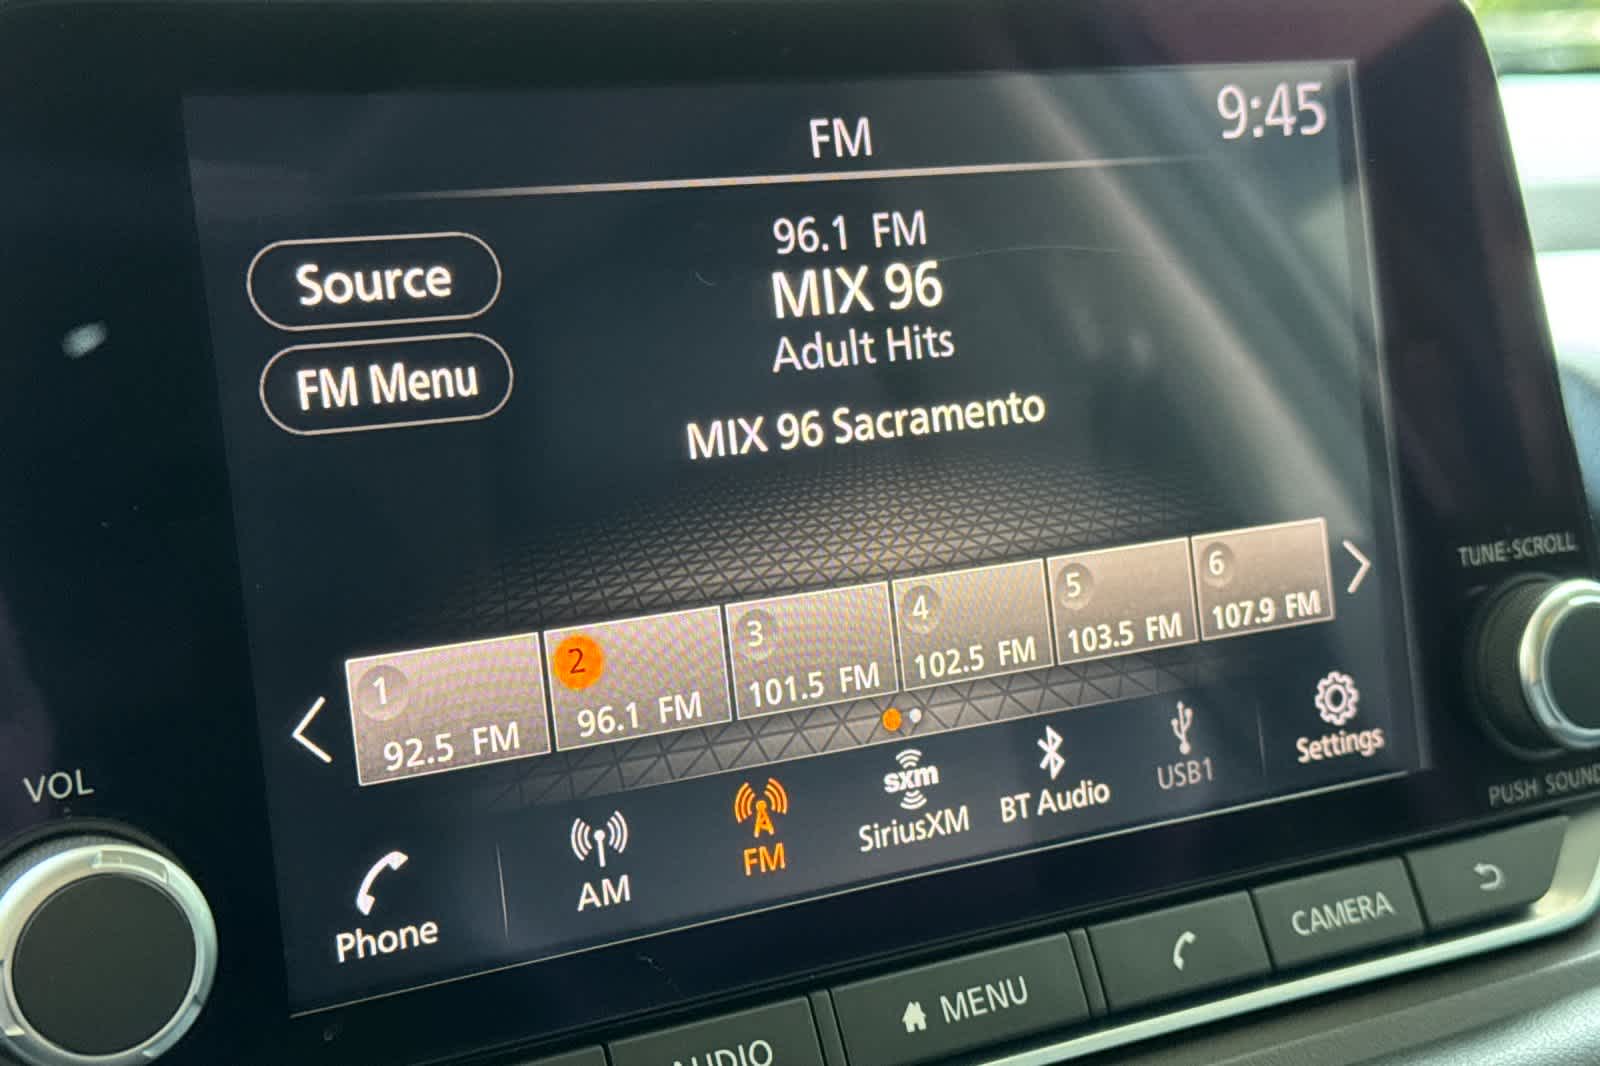 FM
9:45
Source
FM Menu
96.1 FM
MIX 96
Adult Hits
MIX 96 Sacramento
1
92.5 FM
2
96.1 FM
3
101.5 FM
4
102.5 FM
5
103.5 FM
6
107.9 FM
Phone
AM
FM
sxm
SiriusXM
BT Audio
USB1
Settings
VOL
TUNE·SCROLL
PUSH SOUND
AUDIO
MENU
CAMERA